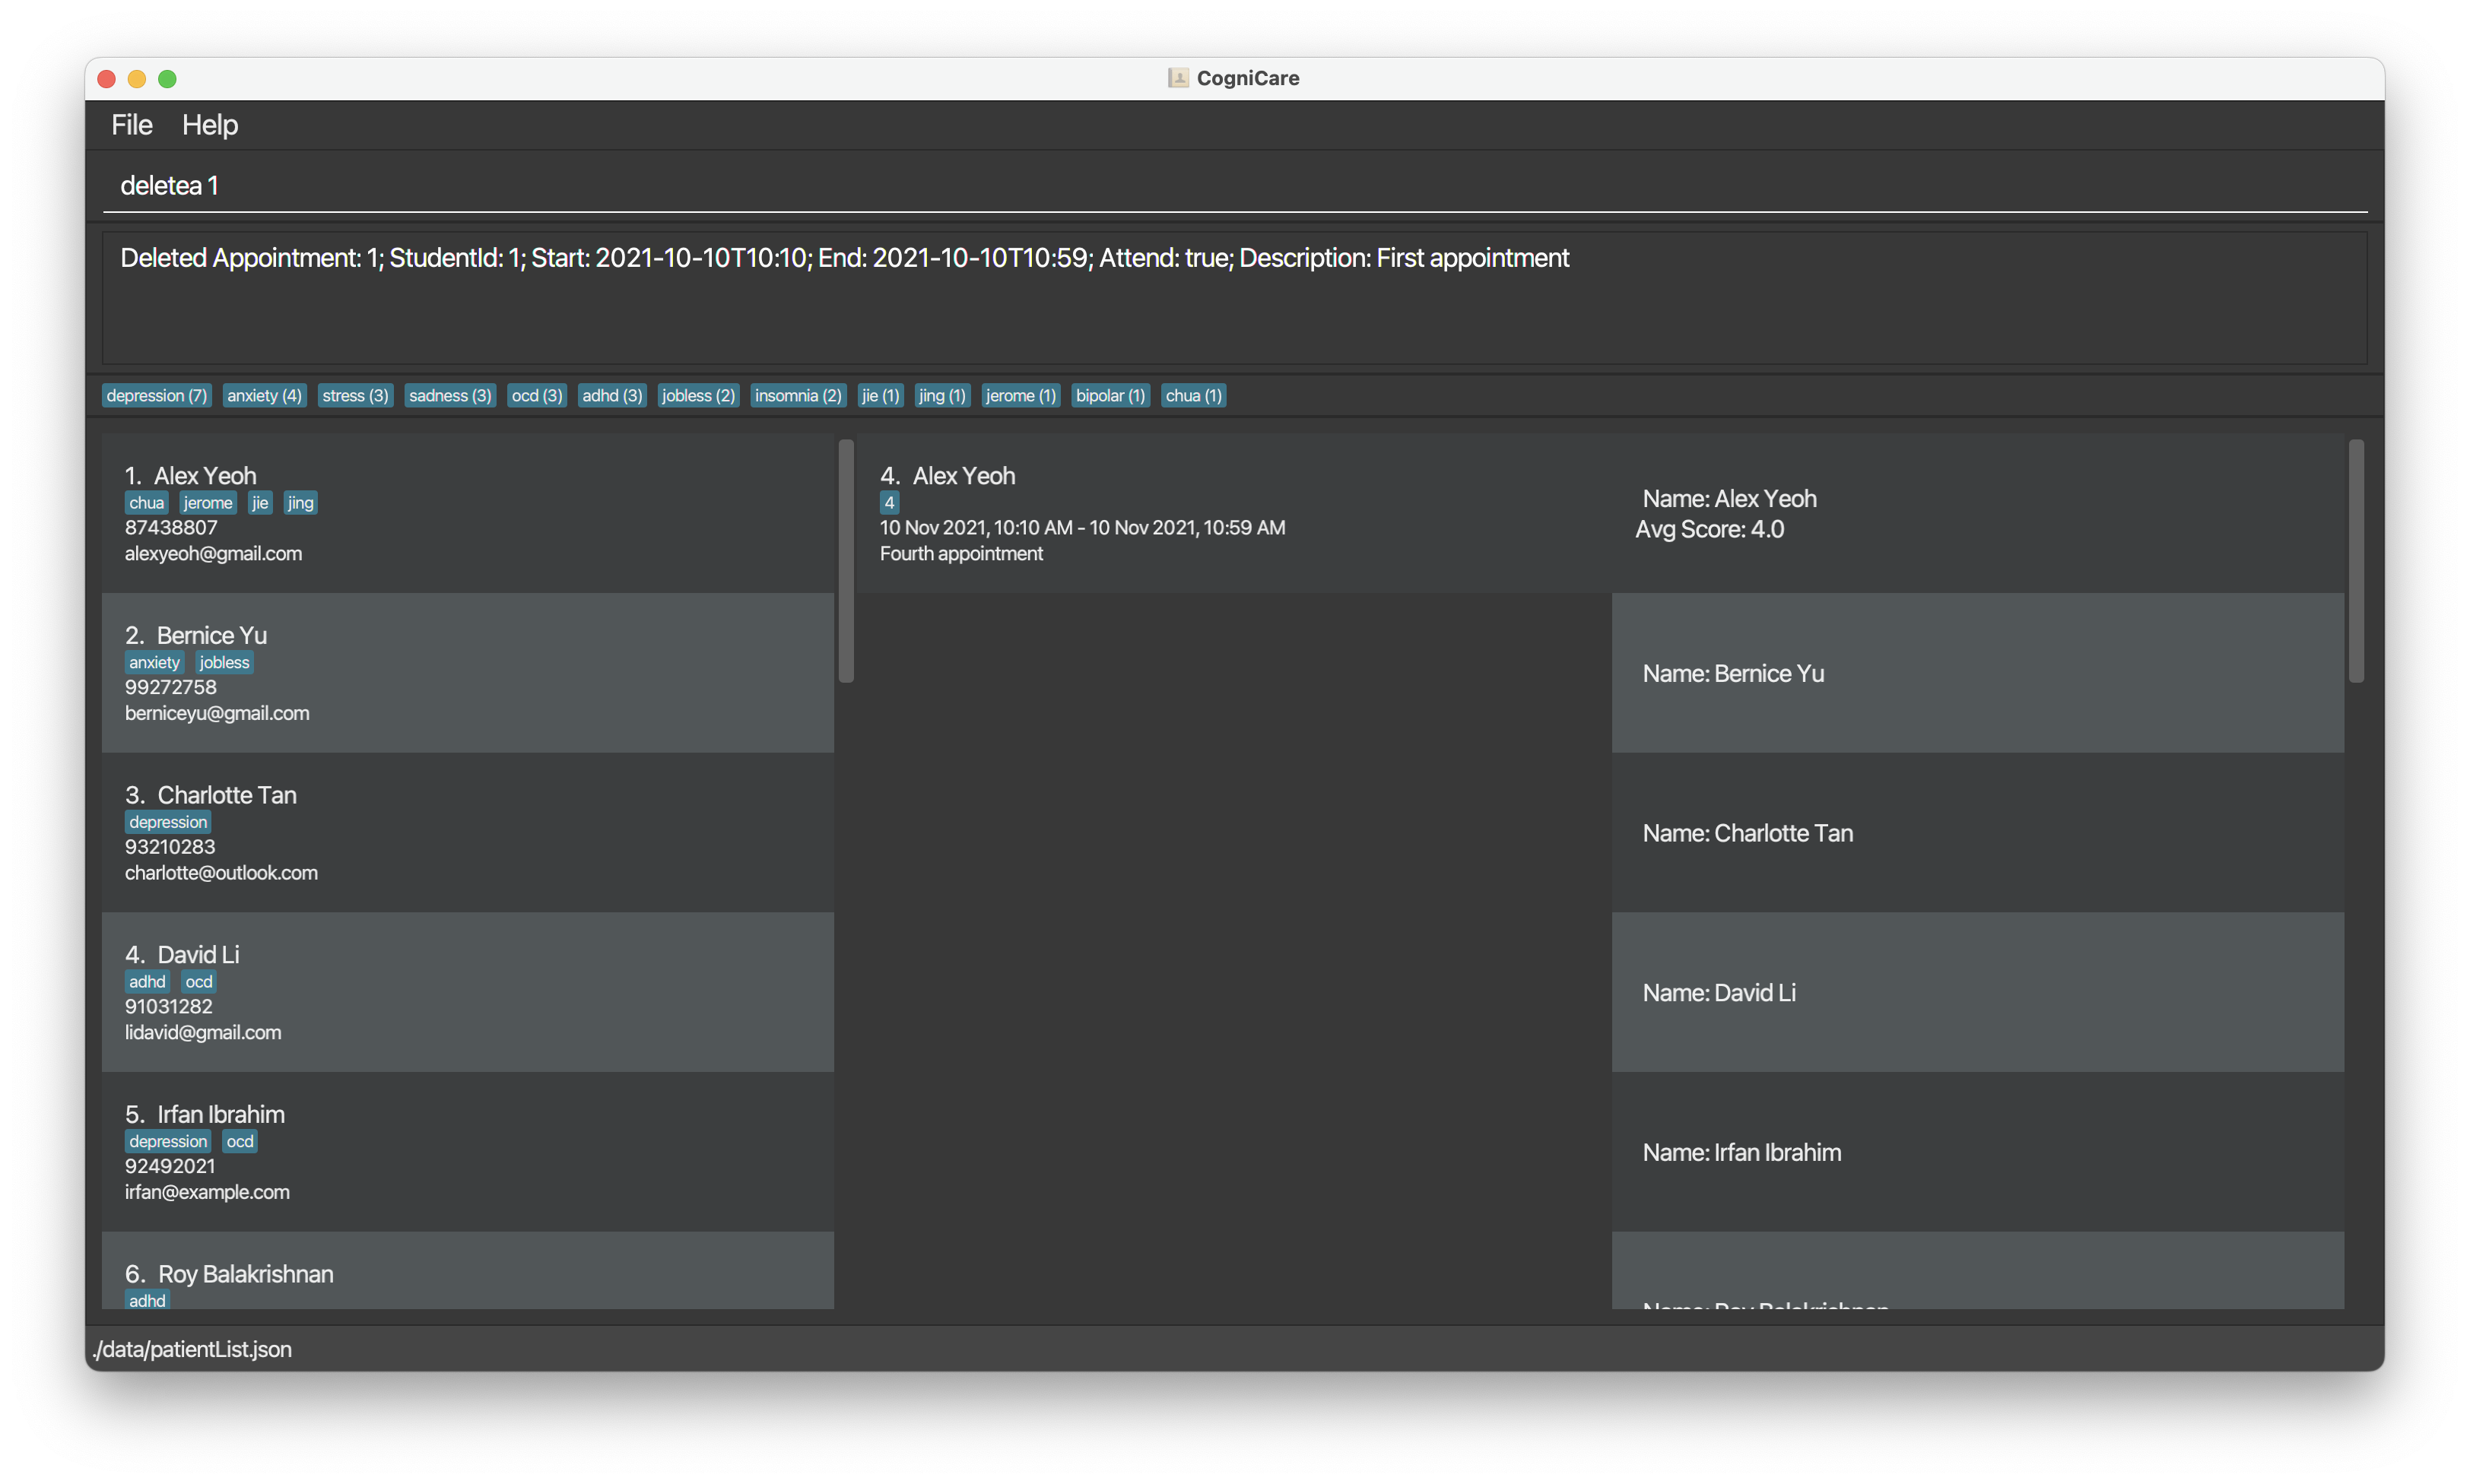 CogniCare
File Help
deletea 1
Deleted Appointment: 1; StudentId: 1; Start: 2021-10-10T10:10; End: 2021-10-10T10:59; Attend: true; Description: First appointment
depression (7) anxiety (4) stress (3) sadness (3) ocd (3) adhd (3) jobless (2) insomnia (2) jie (1) jing (1) jerome (1) bipolar (1) chua (1)
1. Alex Yeoh
chua jerome jie jing
87438807
alexyeoh@gmail.com
2. Bernice Yu
anxiety jobless
99272758
berniceyu@gmail.com
3. Charlotte Tan
depression
93210283
charlotte@outlook.com
4. David Li
adhd ocd
91031282
lidavid@gmail.com
5. Irfan Ibrahim
depression ocd
92492021
irfan@example.com
6. Roy Balakrishnan
adhd
4. Alex Yeoh
4
10 Nov 2021, 10:10 AM - 10 Nov 2021, 10:59 AM
Fourth appointment
Name: Alex Yeoh
Avg Score: 4.0
Name: Bernice Yu
Name: Charlotte Tan
Name: David Li
Name: Irfan Ibrahim
Name: Roy Balakrishnan
./data/patientList.json